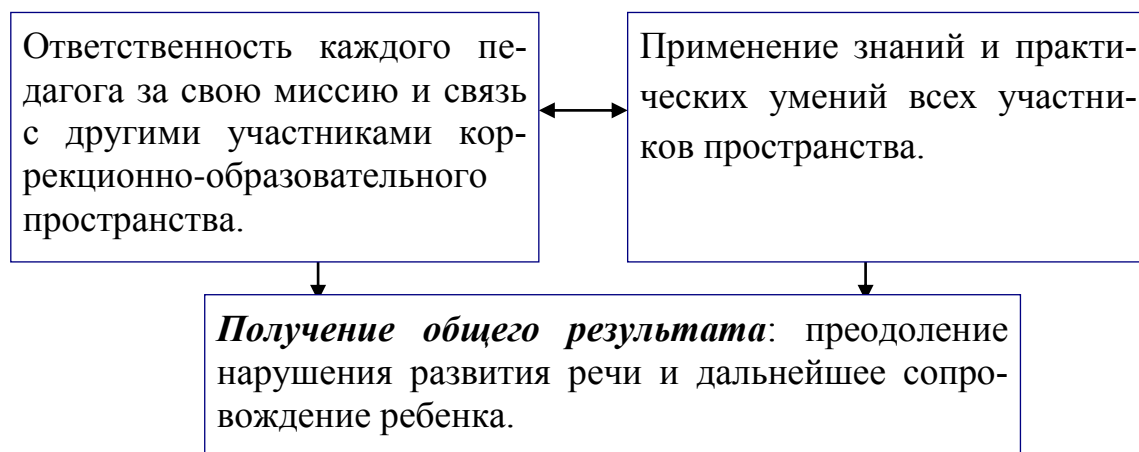 Ответственность каждого пе-
дагога за свою миссию и связь
с другими участниками кор-
рекционно-образовательного
пространства.
Применение знаний и практи-
ческих умений всех участни-
ков пространства.
Получение общего результата: преодоление
нарушения развития речи и дальнейшее сопро-
вождение ребенка.